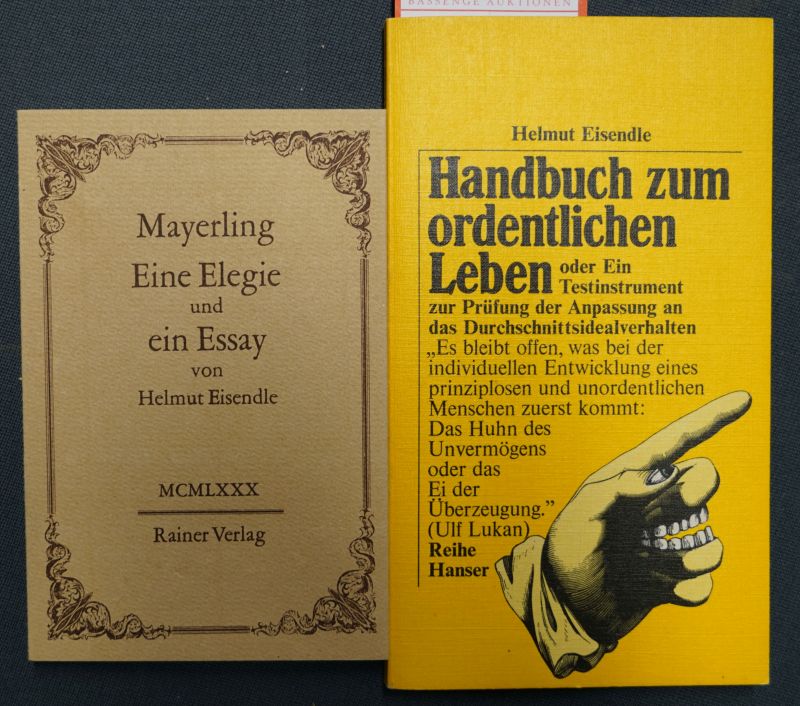 BASSENGE AUKTIONEN
Mayerling
Eine Elegie
und
ein Essay
von
Helmut Eisendle
MCMLXXX
Rainer Verlag
Helmut Eisendle
Handbuch zum
ordentlichen
Leben oder Ein
Testinstrument
zur Prüfung der Anpassung an
das Durchschnittsidealverhalten
„Es bleibt offen, was bei der
individuellen Entwicklung eines
prinziplosen und unordentlichen
Menschen zuerst kommt:
Das Huhn des
Unvermögens
oder das
Ei der
Überzeugung.”
(Ulf Lukan)
Reihe
Hanser